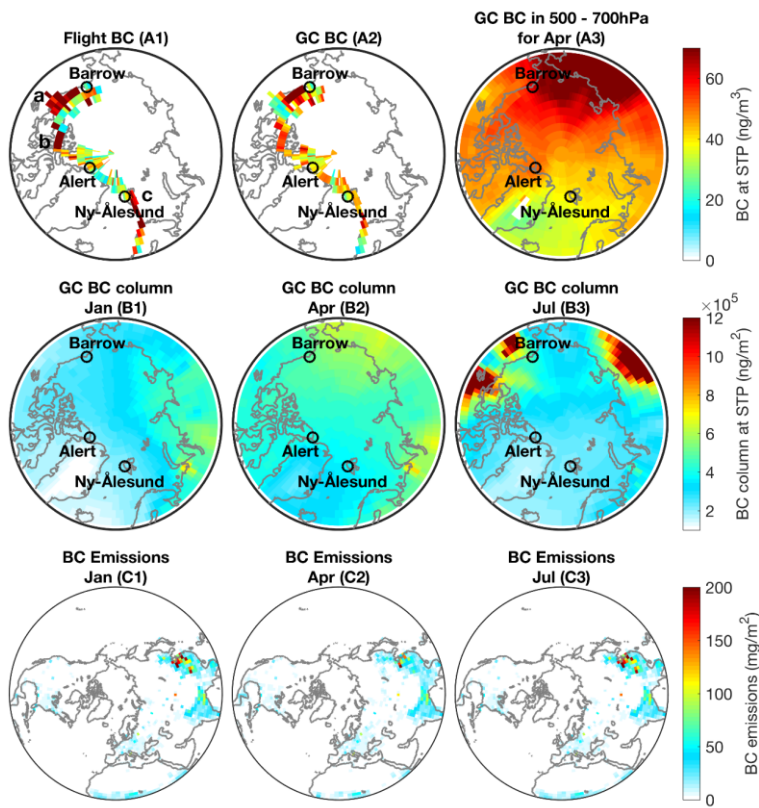 Flight BC (A1)
GC BC (A2)
GC BC in 500 - 700hPa
for Apr (A3)
Barrow
a
b
Alert
c
Ny-Ålesund
Barrow
Alert
Ny-Ålesund
Barrow
Alert
Ny-Ålesund
60
40
20
0
BC at STP (ng/m³)
GC BC column
Jan (B1)
GC BC column
Apr (B2)
GC BC column
Jul (B3)
Barrow
Alert
Ny-Ålesund
Barrow
Alert
Ny-Ålesund
Barrow
Alert
Ny-Ålesund
×10⁵
12
10
8
6
4
2
BC column at STP (ng/m²)
BC Emissions
Jan (C1)
BC Emissions
Apr (C2)
BC Emissions
Jul (C3)
200
150
100
50
0
BC emissions (mg/m²)